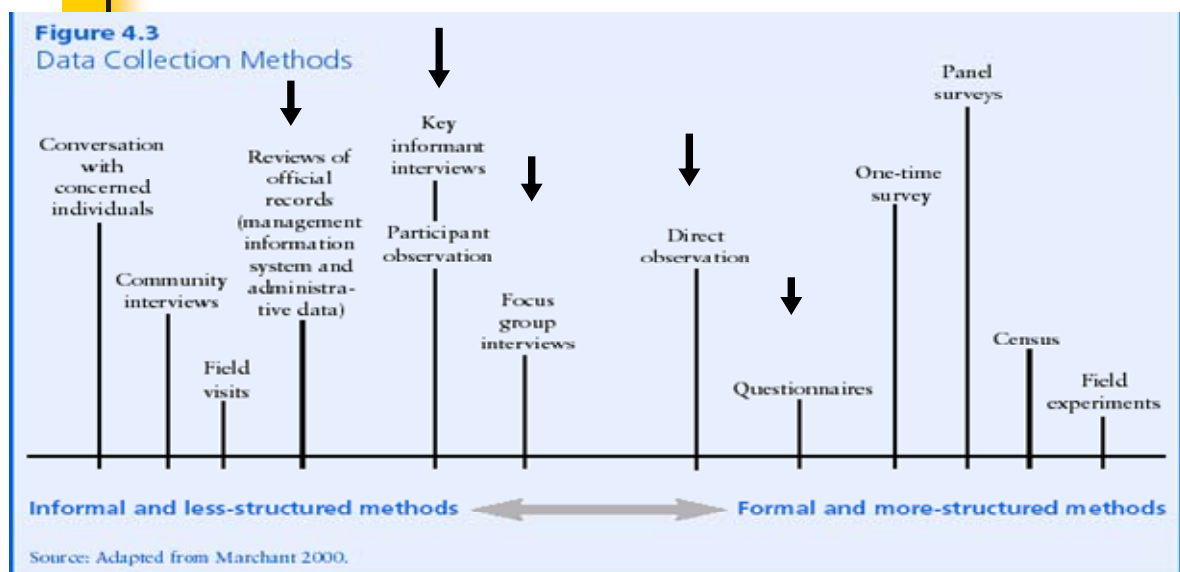 Figure 4.3
Data Collection Methods
Conversation
with
concerned
individuals
Community
interviews
Field
visits
Reviews of
official
records
(management
information
system and
administra-
tive data)
Key
informant
interviews
Participant
observation
Focus
group
interviews
Direct
observation
Questionnaires
One-time
survey
Panel
surveys
Census
Field
experiments
Informal and less-structured methods
Formal and more-structured methods
Source: Adapted from Marchant 2000.